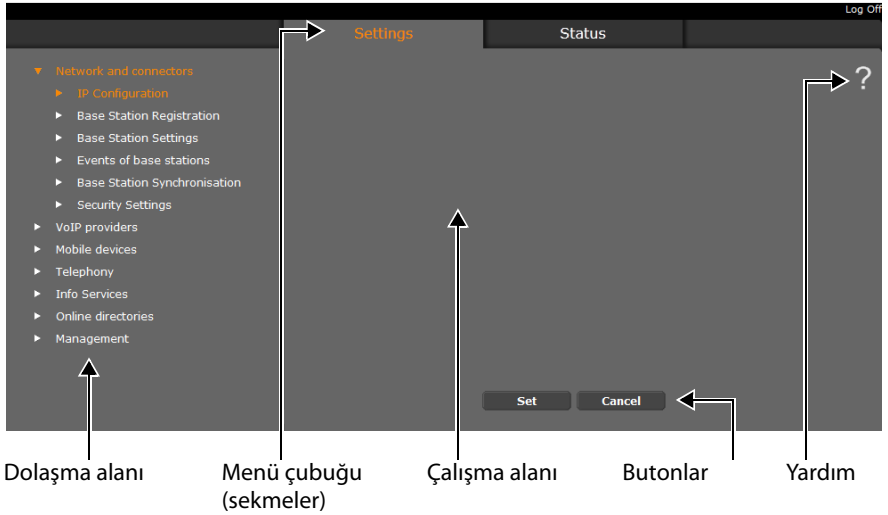 Log Off
Settings
Status
▼ Network and connectors
► IP Configuration
► Base Station Registration
► Base Station Settings
► Events of base stations
► Base Station Synchronisation
► Security Settings
► VoIP providers
► Mobile devices
► Telephony
► Info Services
► Online directories
► Management
?
Set
Cancel
Dolaşma alanı
Menü çubuğu
(sekmeler)
Çalışma alanı
Butonlar
Yardım